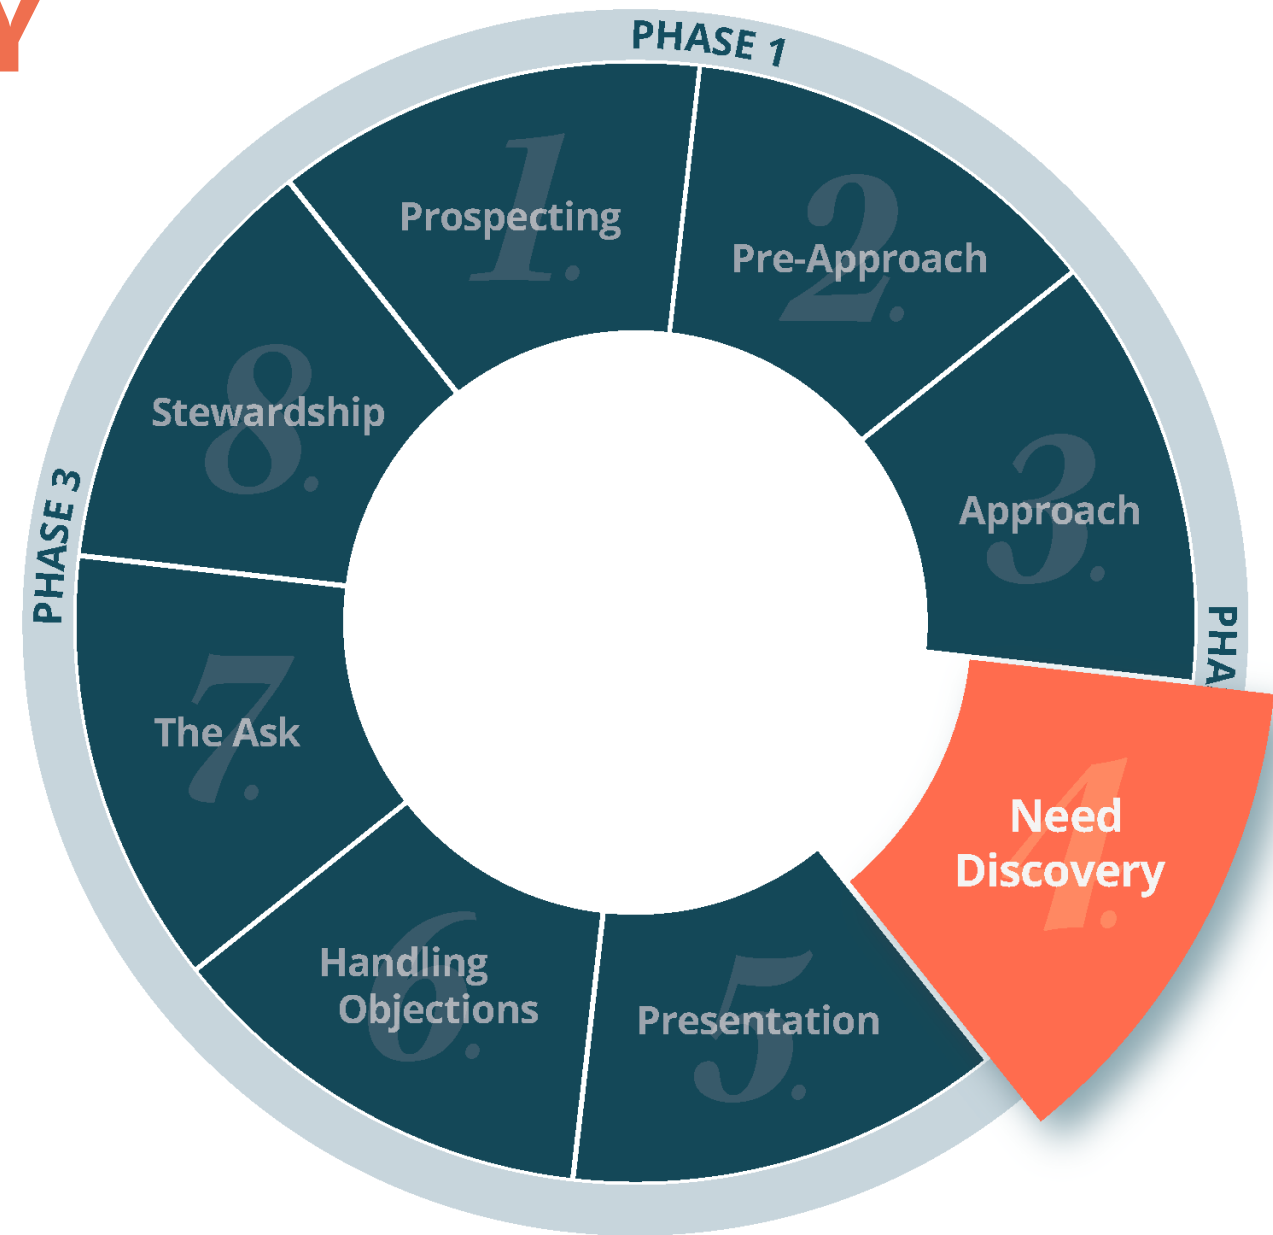 Y
PHASE 1
1.
Prospecting
2.
Pre-Approach
3.
Approach
PHA
4.
Need
Discovery
5.
Presentation
6.
Handling
Objections
7.
The Ask
8.
Stewardship
PHASE 3